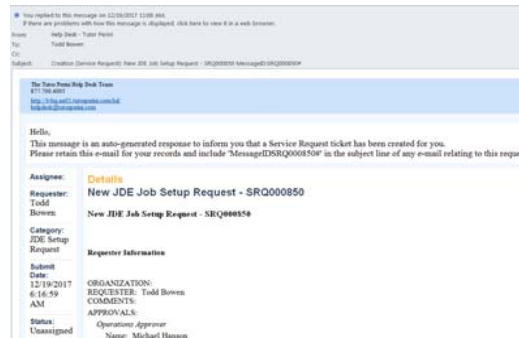 You replied to this message on 12/19/2017 11:08 AM.
If there are problems with how this message is displayed, click here to view it in a web browser.
From: Help Desk - Tutor Perini
To: Todd Bowen
Cc:
Subject: Creation (Service Request) New JDE Job Setup Request -
The Tutor Perini Help Desk Team
Hello,
This message is an auto-generated response to inform you that a Service Request ticket has been created for you.
Please retain this e-mail for your records and include 'MessageIDSRQ000850#' in the subject line of any e-mail relating to this reque
Assignee:
Details
New JDE Job Setup Request - SRQ000850
Requester:
Todd
Bowen
New JDE Job Setup Request - SRQ000850
Category:
JDE Setup
Request
Requester Information
Submit
Date:
12/19/2017
6:16:59
AM
ORGANIZATION:
REQUESTER: Todd Bowen
COMMENTS:
APPROVALS:
Status:
Unassigned
Operations Approver
Name: Michael Hanson